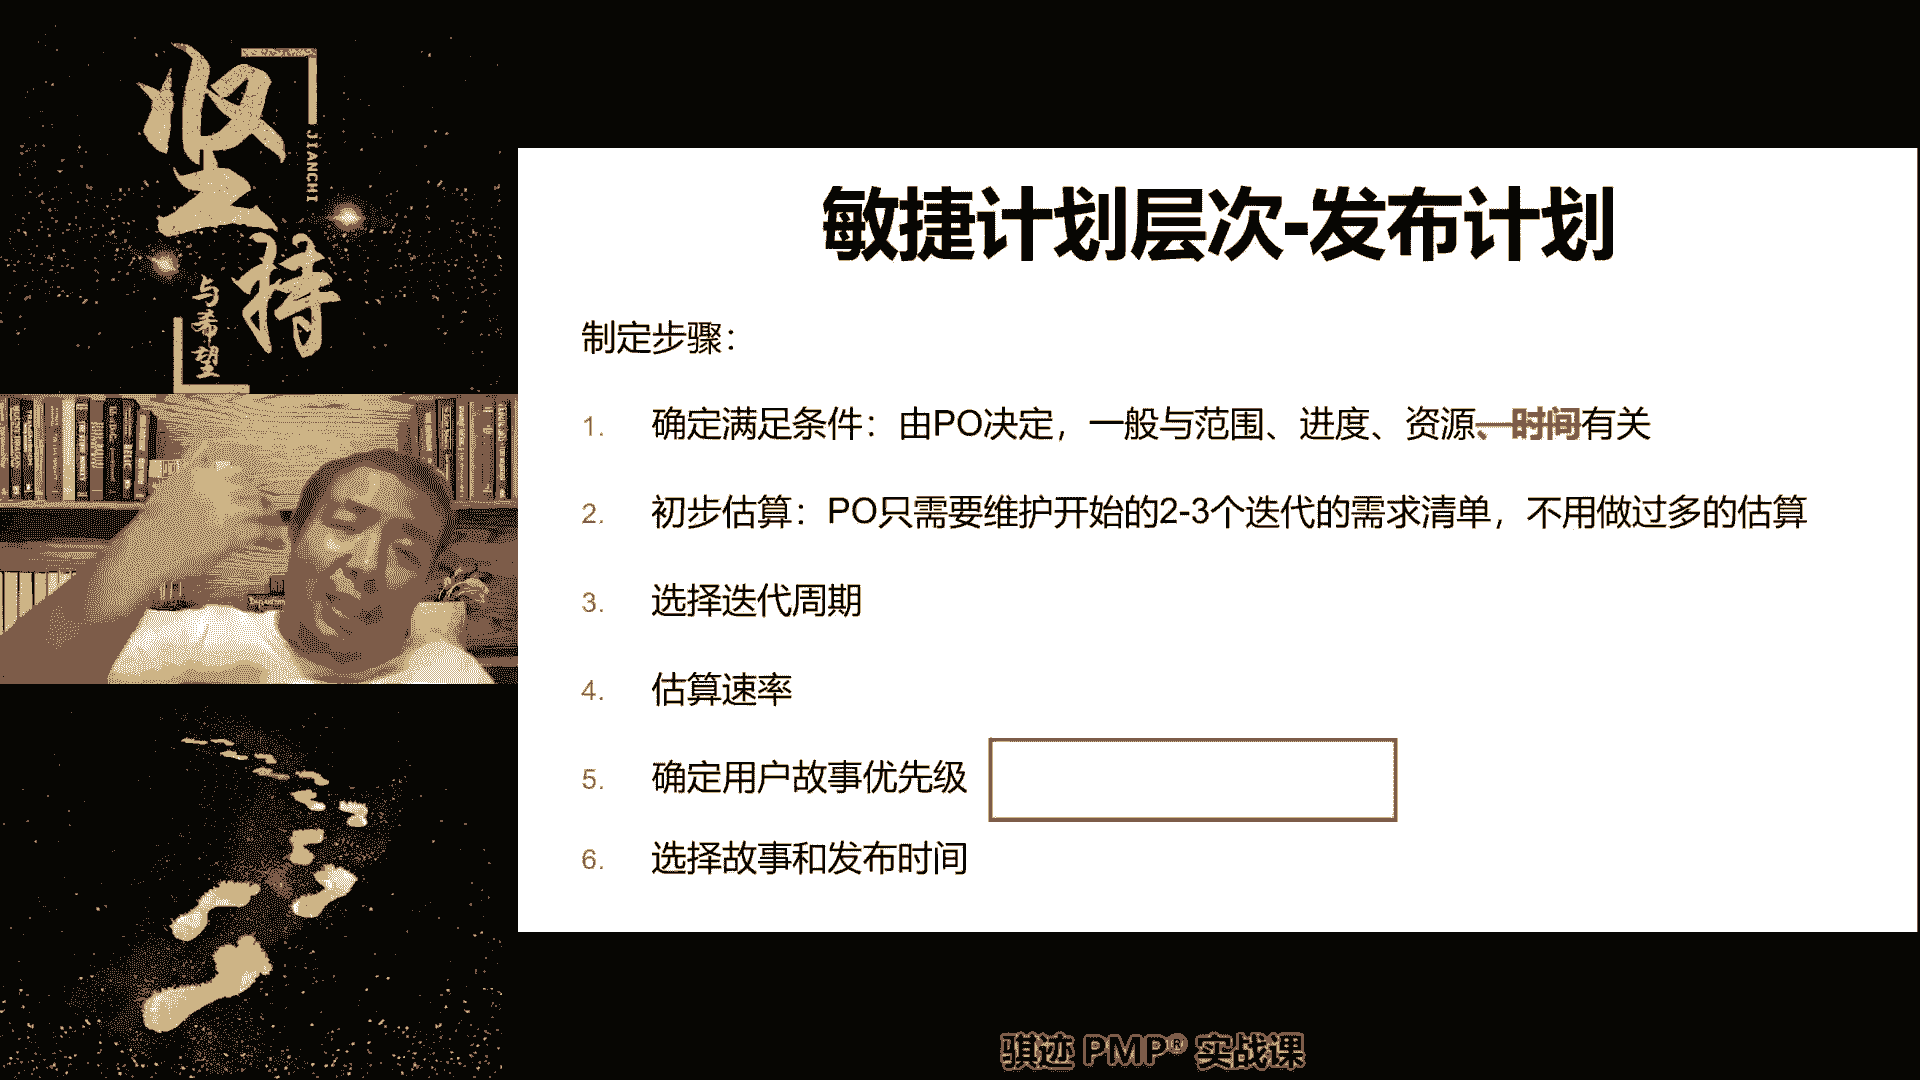 坚持
JIANCHI
与希望
敏捷计划层次-发布计划
制定步骤：
1. 确定满足条件：由PO决定，一般与范围、进度、资源、时间有关
2. 初步估算：PO只需要维护开始的2-3个迭代的需求清单，不用做过多的估算
3. 选择迭代周期
4. 估算速率
5. 确定用户故事优先级
6. 选择故事和发布时间
骐迹 PMP® 实战课